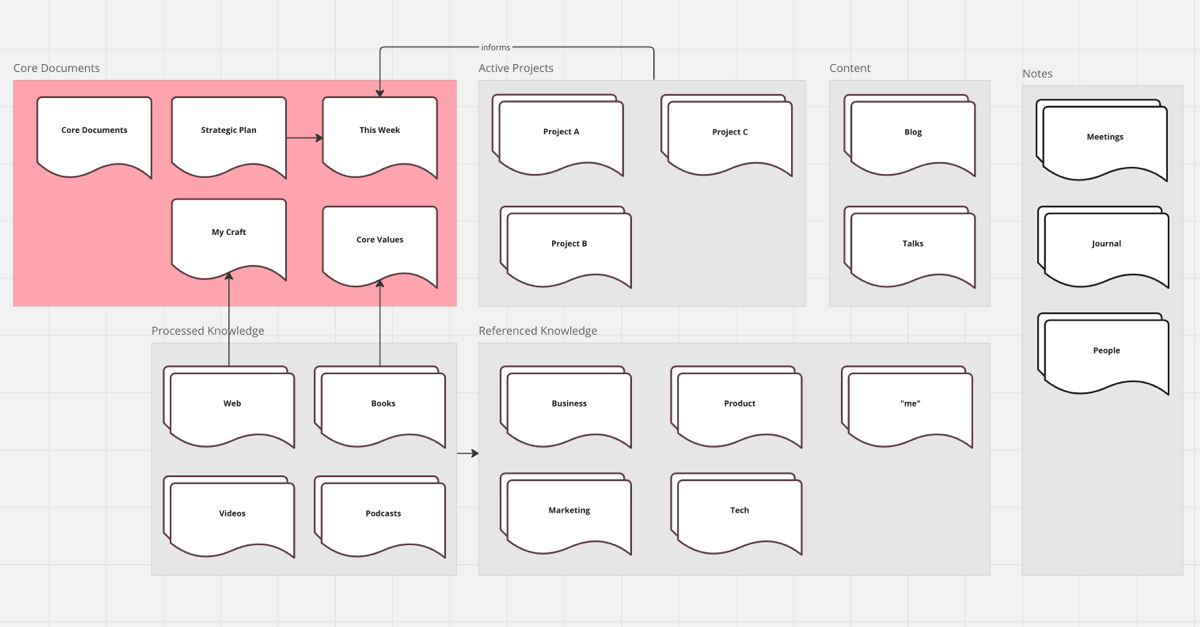 informs
Core Documents
Core Documents
Strategic Plan
This Week
My Craft
Core Values
Active Projects
Project A
Project C
Project B
Content
Blog
Talks
Notes
Meetings
Journal
People
Processed Knowledge
Web
Books
Videos
Podcasts
Referenced Knowledge
Business
Product
"me"
Marketing
Tech